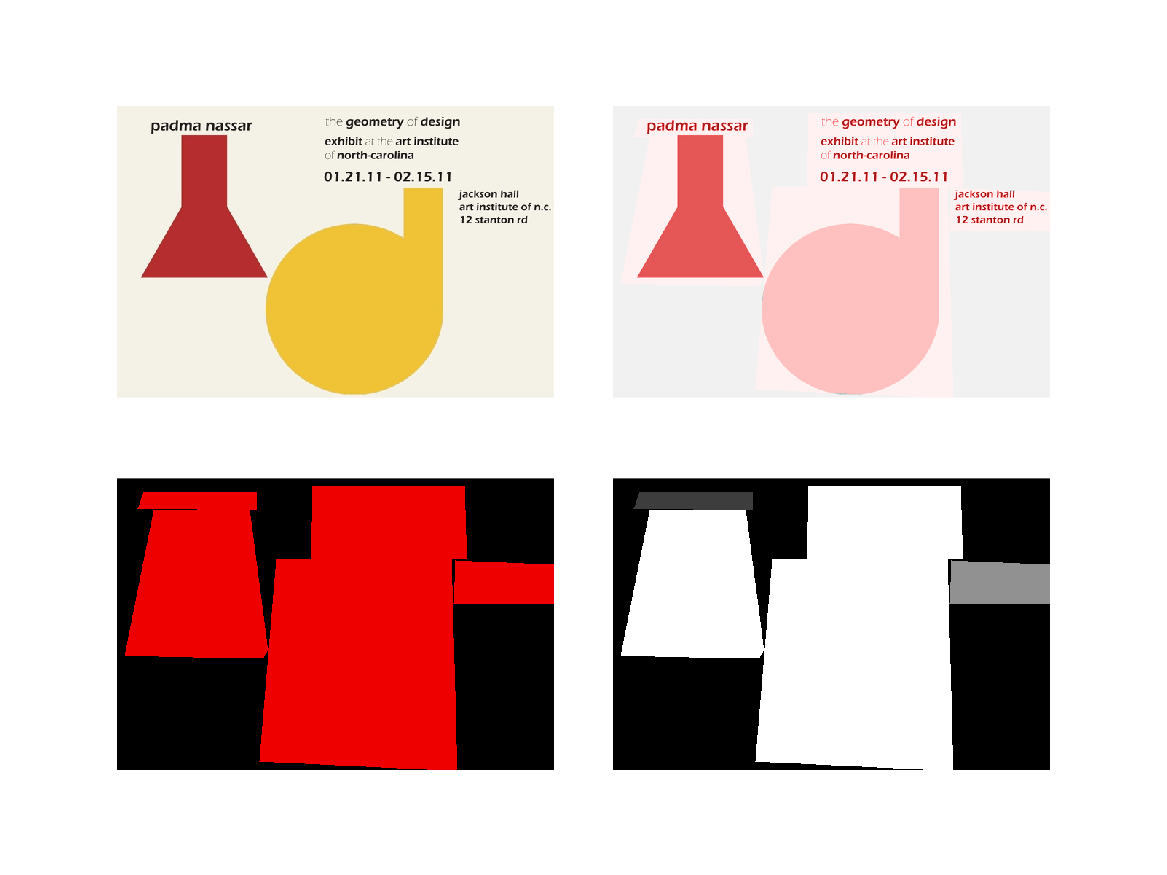 padma nassar
the geometry of design
exhibit at the art institute
of north-carolina
01.21.11 - 02.15.11
jackson hall
art institute of n.c.
12 stanton rd
padma nassar
the geometry of design
exhibit at the art institute
of north-carolina
01.21.11 - 02.15.11
jackson hall
art institute of n.c.
12 stanton rd